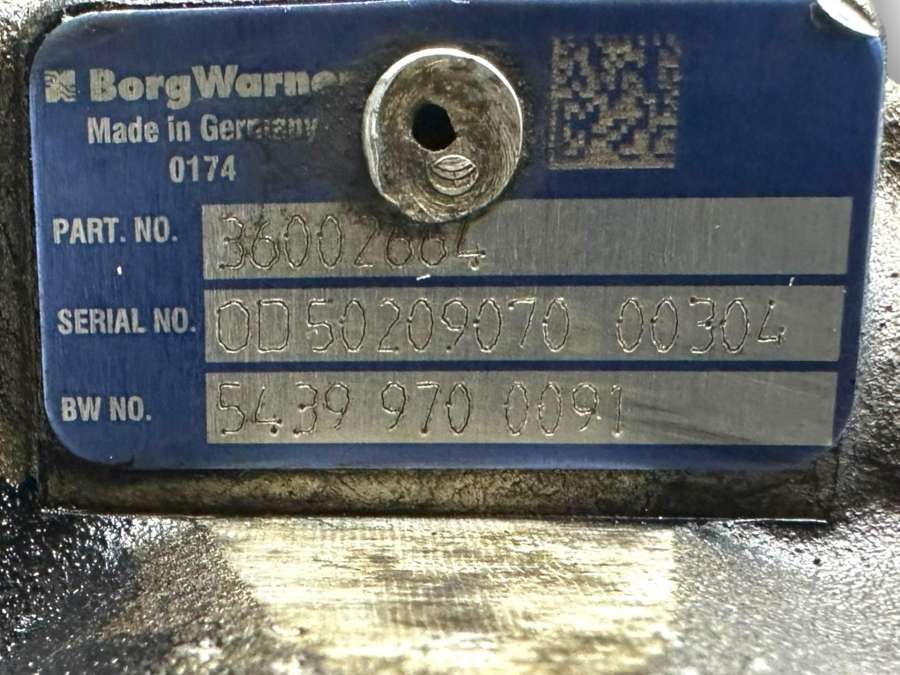 BorgWarner
Made in Germany
0174
PART. NO. 36002664
SERIAL NO. OD50209070 00304
BW NO. 5439 970 0091